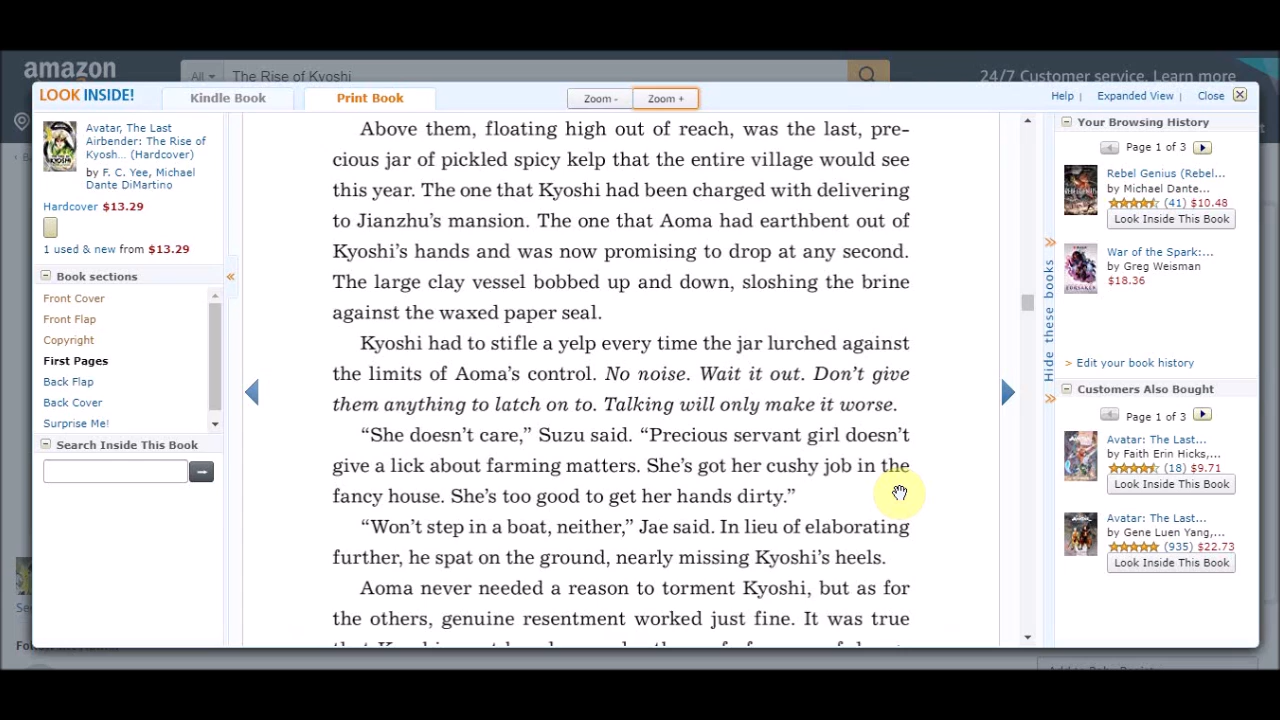 amazon
All
The Rise of Kyoshi
24/7 Customer service. Learn more
LOOK INSIDE!
Kindle Book
Print Book
Zoom -
Zoom +
Help |
Expanded View |
Close
Avatar, The Last
Airbender: The Rise of
Kyosh... (Hardcover)
by F. C. Yee, Michael
Dante DiMartino
Hardcover $13.29
1 used & new from $13.29
Book sections
Front Cover
Front Flap
Copyright
First Pages
Back Flap
Back Cover
Surprise Me!
Search Inside This Book
Above them, floating high out of reach, was the last, pre-
cious jar of pickled spicy kelp that the entire village would see
this year. The one that Kyoshi had been charged with delivering
to Jianzhu's mansion. The one that Aoma had earthbent out of
Kyoshi's hands and was now promising to drop at any second.
The large clay vessel bobbed up and down, sloshing the brine
against the waxed paper seal.
Kyoshi had to stifle a yelp every time the jar lurched against
the limits of Aoma's control. No noise. Wait it out. Don't give
them anything to latch on to. Talking will only make it worse.
“She doesn't care,” Suzu said. “Precious servant girl doesn't
give a lick about farming matters. She's got her cushy job in the
fancy house. She's too good to get her hands dirty.”
“Won't step in a boat, neither,” Jae said. In lieu of elaborating
further, he spat on the ground, nearly missing Kyoshi's heels.
Aoma never needed a reason to torment Kyoshi, but as for
the others, genuine resentment worked just fine. It was true
Hide these books
Your Browsing History
Page 1 of 3
Rebel Genius (Rebel...
by Michael Dante...
(41) $10.48
Look Inside This Book
War of the Spark:...
by Greg Weisman
$18.36
> Edit your book history
Customers Also Bought
Page 1 of 3
Avatar: The Last...
by Faith Erin Hicks,...
(18) $9.71
Look Inside This Book
Avatar: The Last...
by Gene Luen Yang,...
(935) $22.73
Look Inside This Book